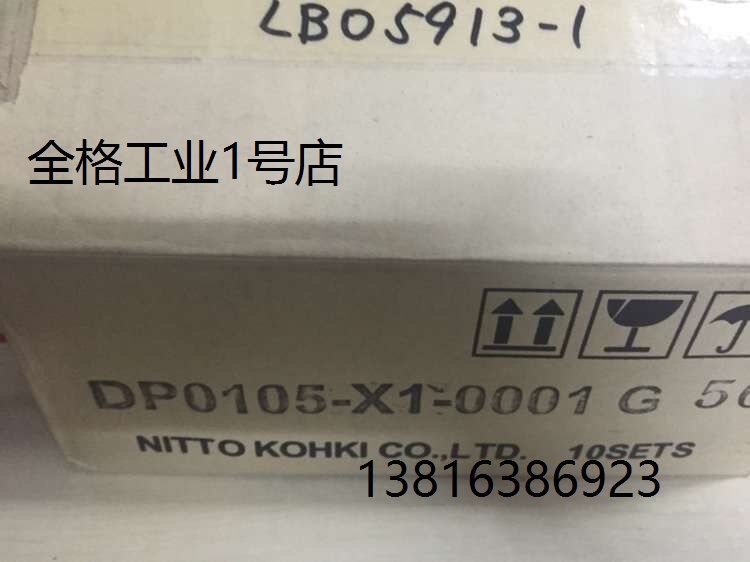 LB05913-1
全格工业1号店
DP0105-X1-0001 G
NITTO KOHKI CO.,LTD. 10SETS
13816386923